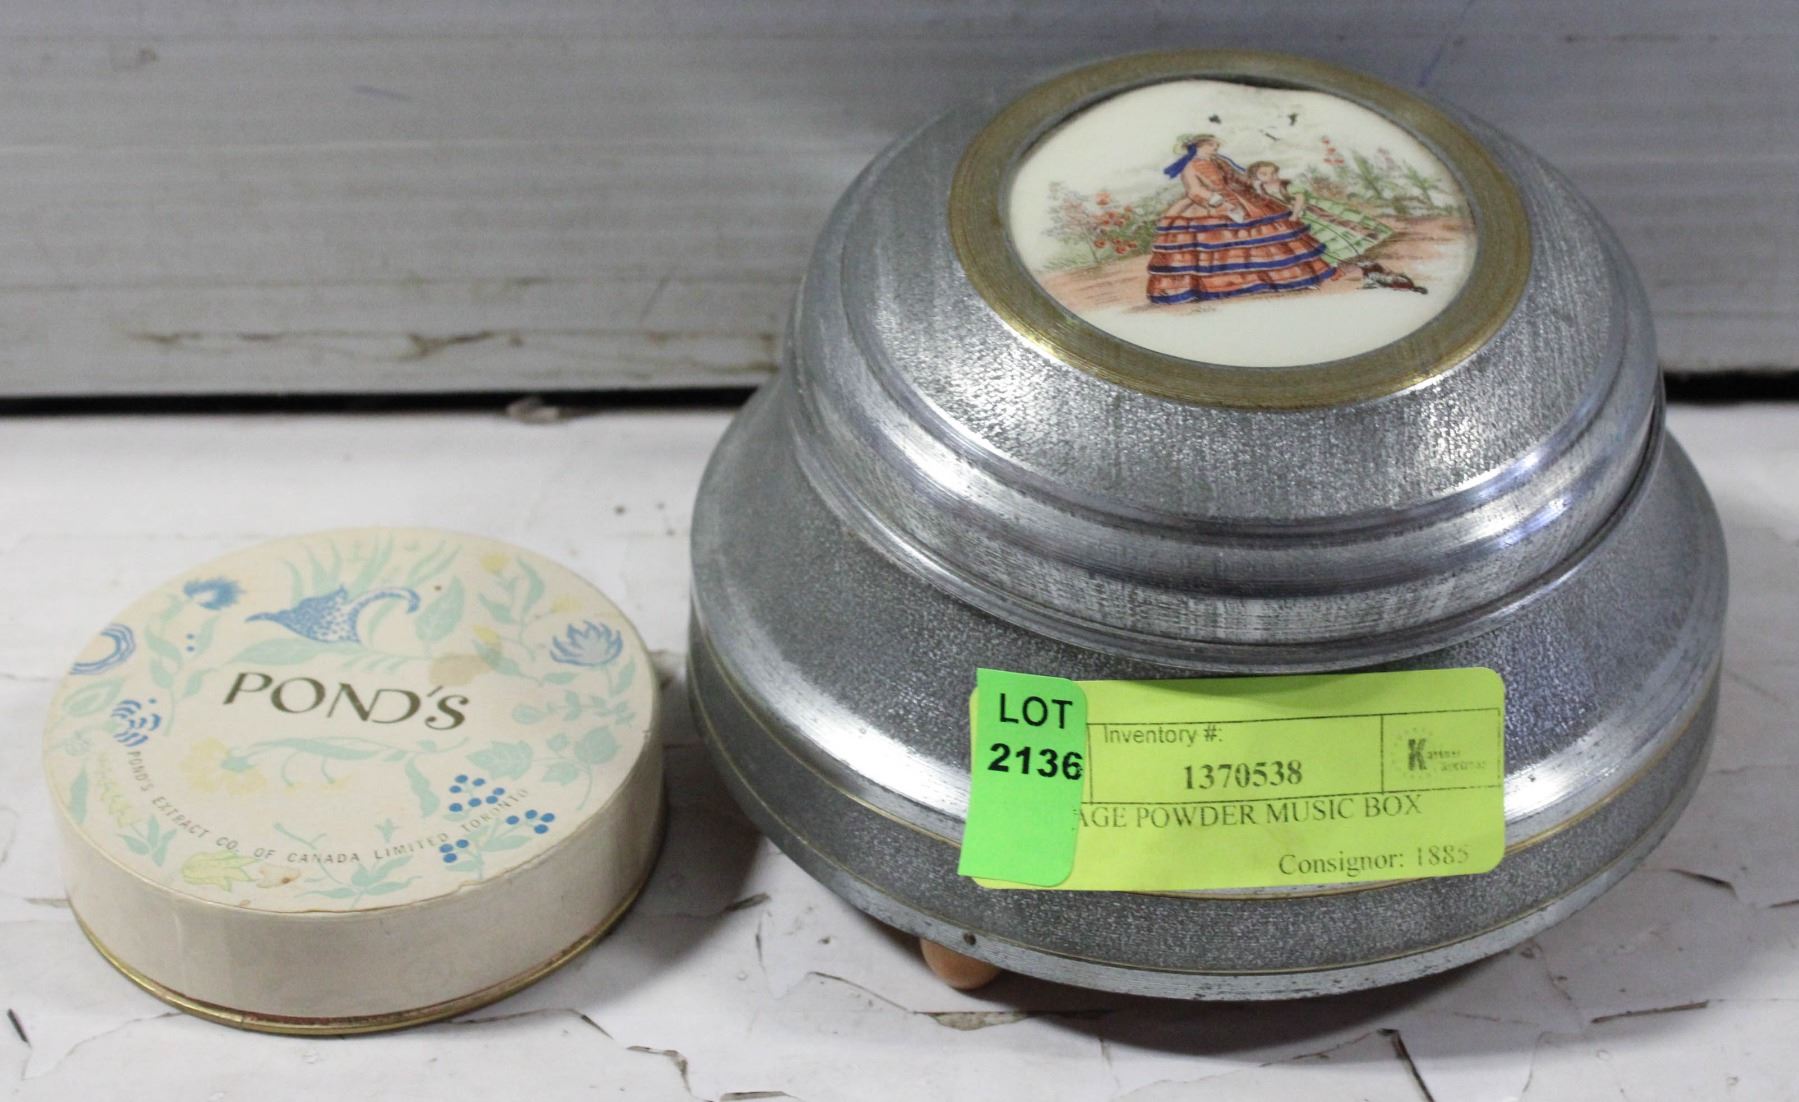 POND'S
POND'S EXTRACT CO. OF CANADA LIMITED TORONTO
LOT
2136
Inventory #:
1370538
AGE POWDER MUSIC BOX
Consignor: 1885